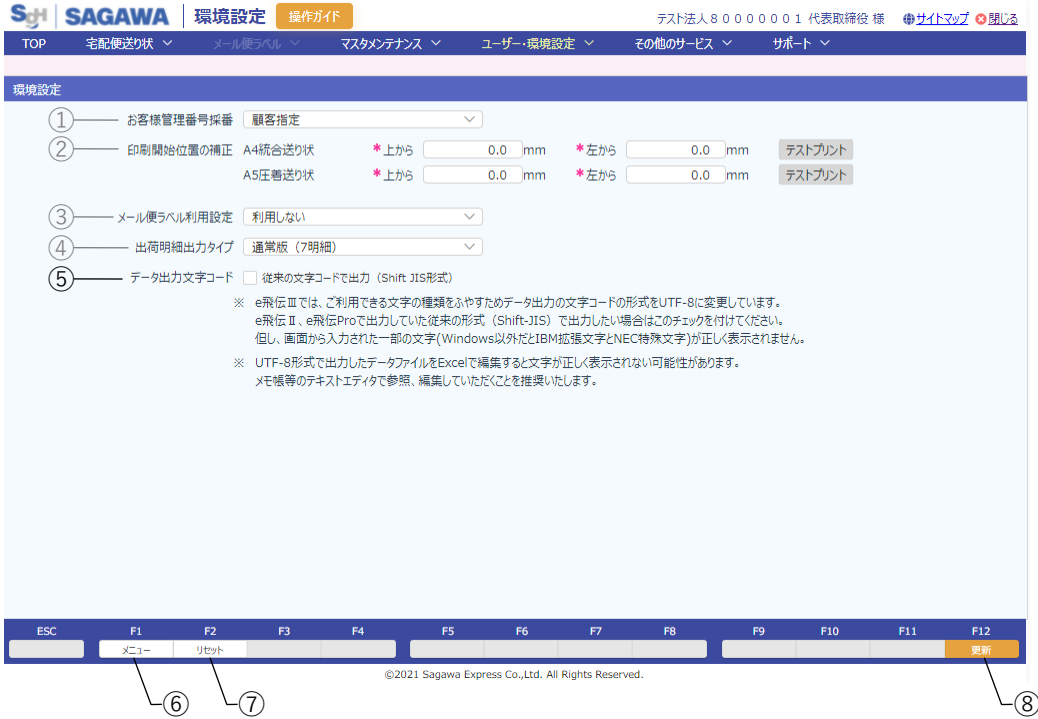 SGH SAGAWA 環境設定 操作ガイド テスト法人８００００００１ 代表取締役 様 サイトマップ 閉じる
TOP 宅配便送り状 メール便ラベル マスタメンテナンス ユーザー・環境設定 その他のサービス サポート
環境設定
① お客様管理番号採番 顧客指定
② 印刷開始位置の補正 A4統合送り状 *上から 0.0 mm *左から 0.0 mm テストプリント
A5圧着送り状 *上から 0.0 mm *左から 0.0 mm テストプリント
③ メール便ラベル利用設定 利用しない
④ 出荷明細出力タイプ 通常版（7明細）
⑤ データ出力文字コード 従来の文字コードで出力（Shift JIS形式）
※ e飛伝Ⅲでは、ご利用できる文字の種類をふやすためデータ出力の文字コードの形式をUTF-8に変更しています。
e飛伝Ⅱ、e飛伝Proで出力していた従来の形式（Shift-JIS）で出力したい場合はこのチェックを付けてください。
但し、画面から入力された一部の文字(Windows以外だとIBM拡張文字とNEC特殊文字)が正しく表示されません。
※ UTF-8形式で出力したデータファイルをExcelで編集すると文字が正しく表示されない可能性があります。
メモ帳等のテキストエディタで参照、編集していただくことを推奨いたします。
ESC F1 F2 F3 F4 F5 F6 F7 F8 F9 F10 F11 F12
メニュー リセット 更新
©2021 Sagawa Express Co.,Ltd. All Rights Reserved.
⑥ ⑦ ⑧